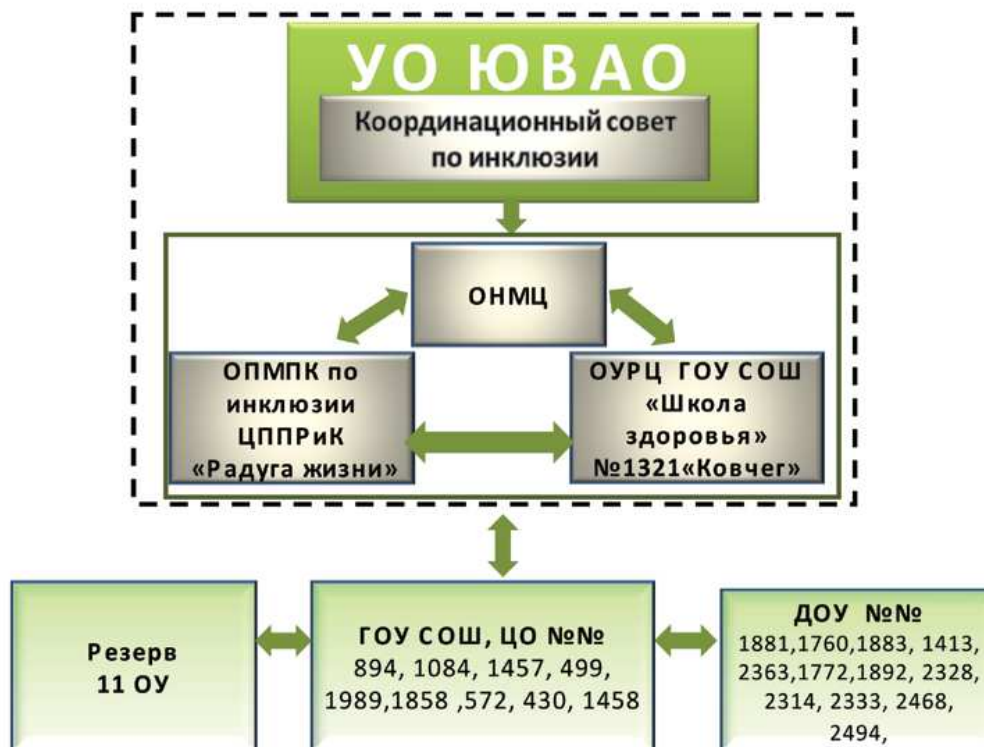 УО ЮВАО
Координационный совет
по инклюзии
ОНМЦ
ОПМПК по
инклюзии
ЦППРиК
«Радуга жизни»
ОУРЦ ГОУ СОШ
«Школа
здоровья»
№1321«Ковчег»
Резерв
11 ОУ
ГОУ СОШ, ЦО №№
894, 1084, 1457, 499,
1989,1858 ,572, 430, 1458
ДОУ №№
1881,1760,1883, 1413,
2363,1772,1892, 2328,
2314, 2333, 2468,
2494,